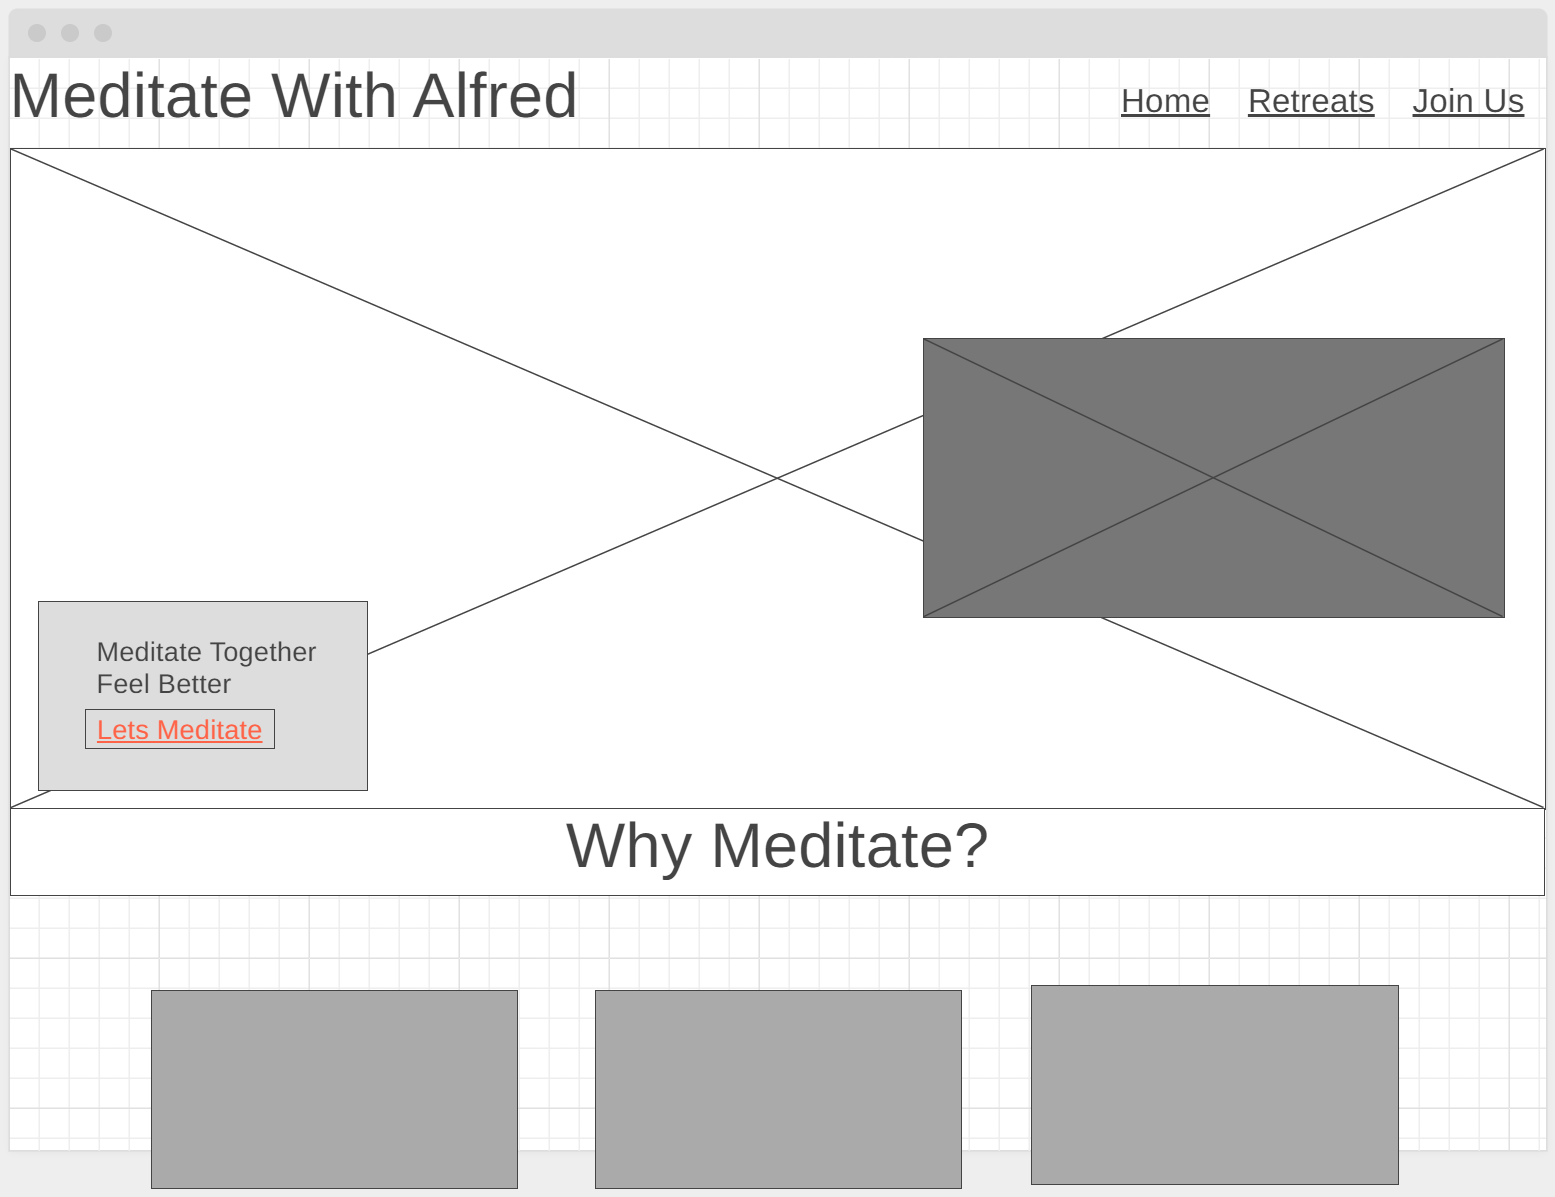 Meditate With Alfred
Home Retreats Join Us
Meditate Together
Feel Better
Lets Meditate
Why Meditate?